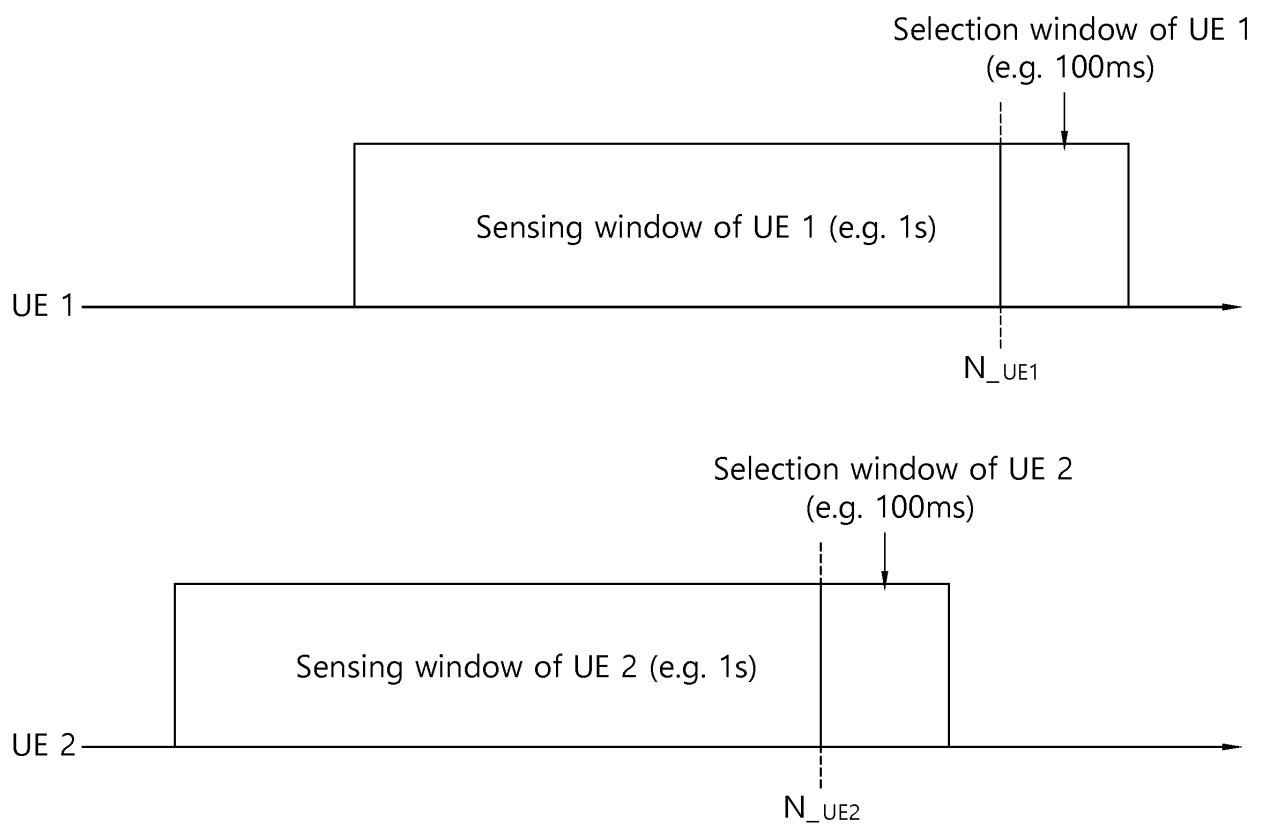 Selection window of UE 1
(e.g. 100ms)
Sensing window of UE 1 (e.g. 1s)
UE 1
N_UE1
Selection window of UE 2
(e.g. 100ms)
Sensing window of UE 2 (e.g. 1s)
UE 2
N_UE2